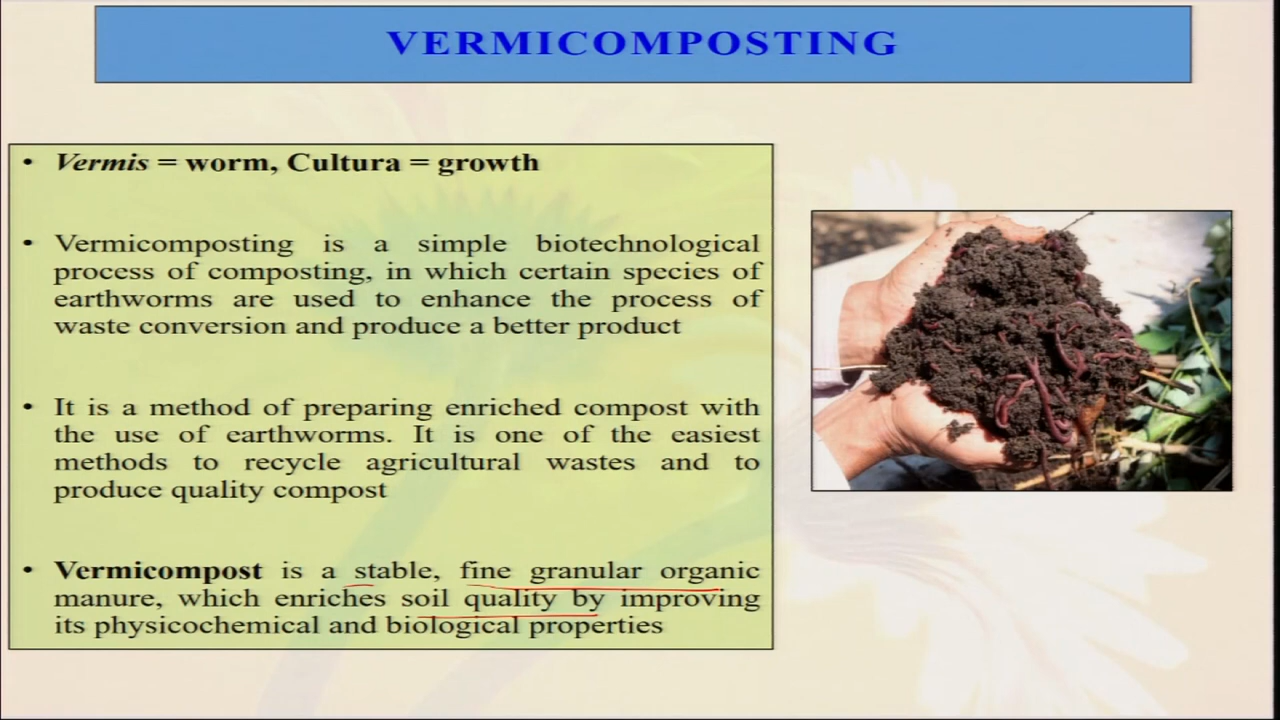 VERMICOMPOSTING
• Vermis = worm, Cultura = growth
• Vermicomposting is a simple biotechnological
process of composting, in which certain species of
earthworms are used to enhance the process of
waste conversion and produce a better product
• It is a method of preparing enriched compost with
the use of earthworms. It is one of the easiest
methods to recycle agricultural wastes and to
produce quality compost
• Vermicompost is a stable, fine granular organic
manure, which enriches soil quality by improving
its physicochemical and biological properties